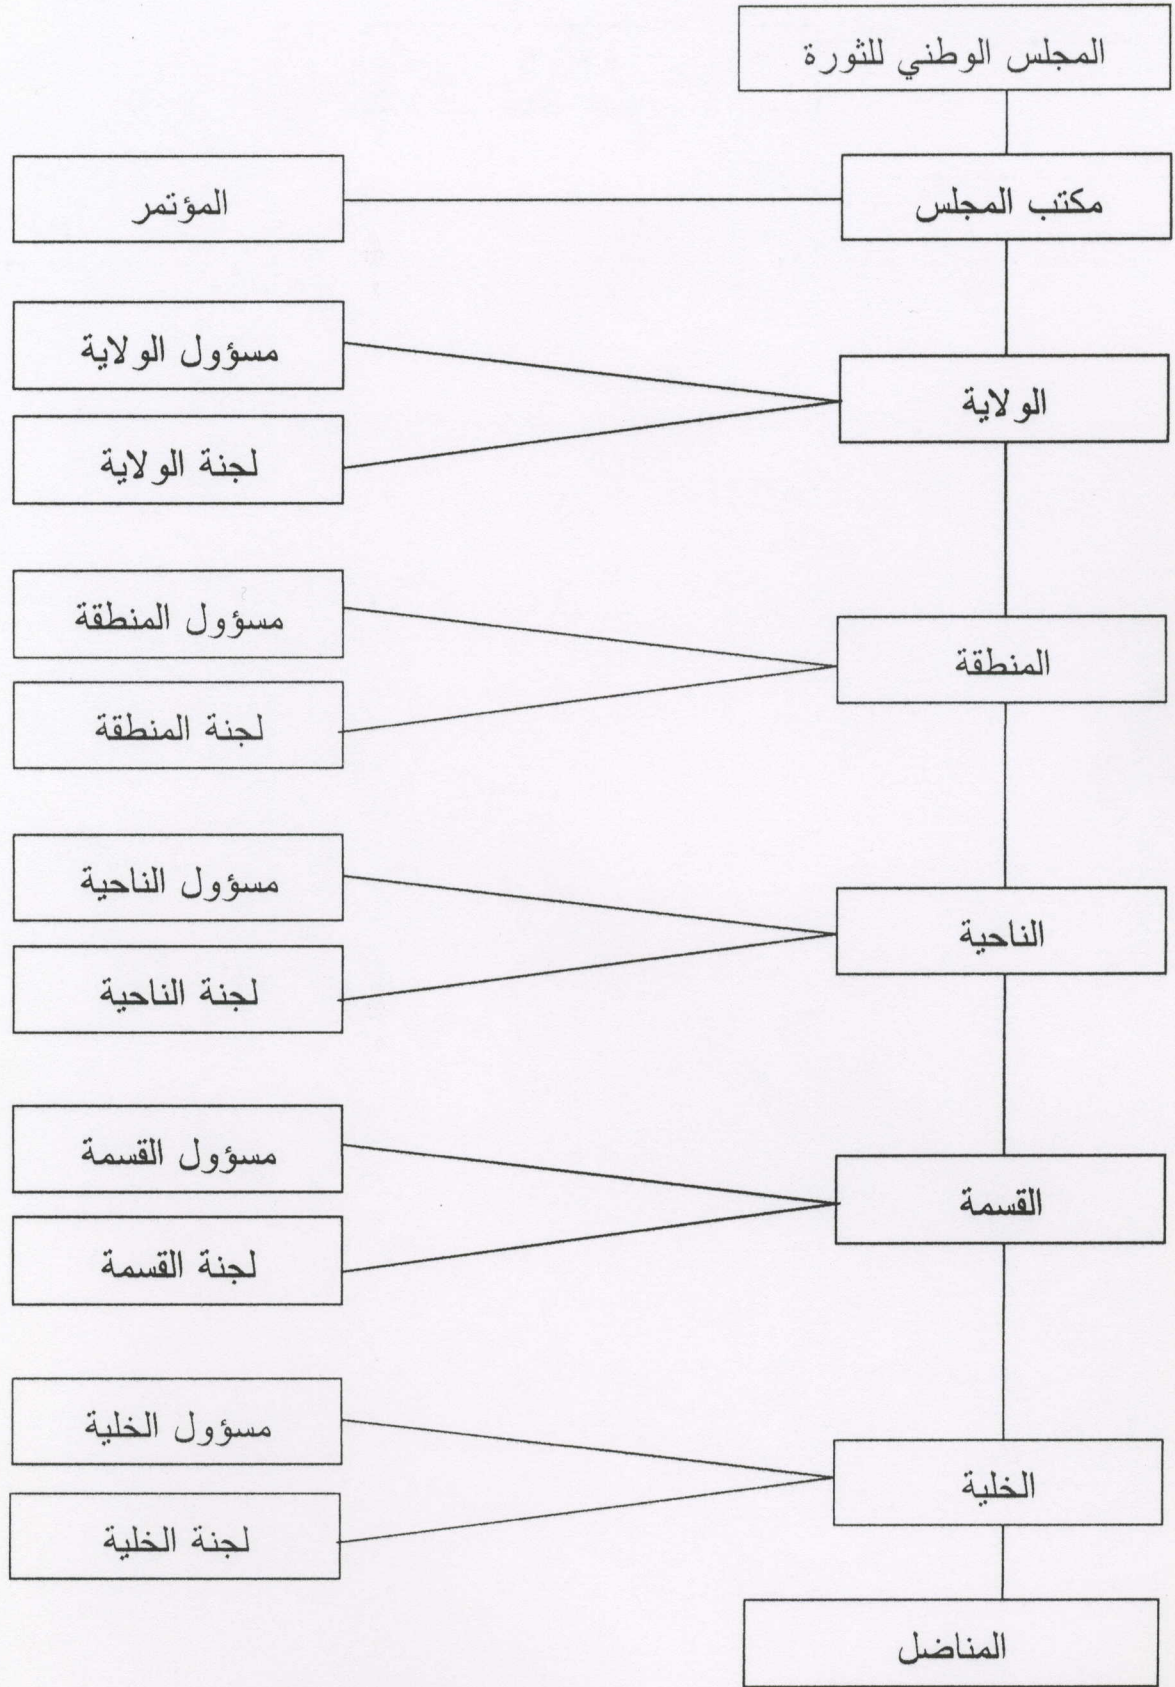 المجلس الوطني للثورة
مكتب المجلس
المؤتمر
الولاية
مسؤول الولاية
لجنة الولاية
المنطقة
مسؤول المنطقة
لجنة المنطقة
الناحية
مسؤول الناحية
لجنة الناحية
القسمة
مسؤول القسمة
لجنة القسمة
الخلية
مسؤول الخلية
لجنة الخلية
المناضل